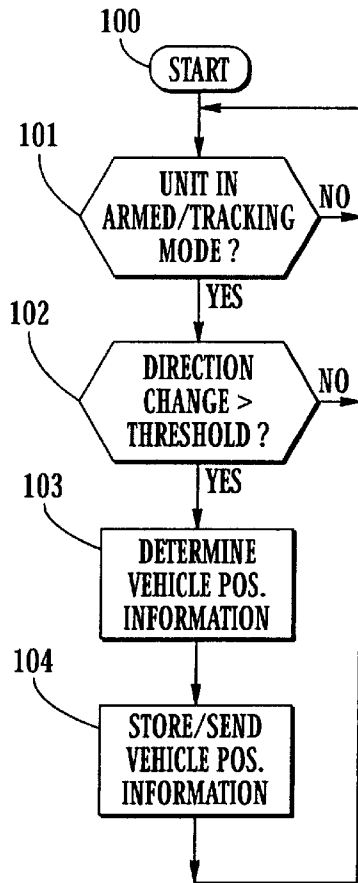 100
START
101
UNIT IN
ARMED/TRACKING
MODE ?
NO
YES
102
DIRECTION
CHANGE >
THRESHOLD ?
NO
YES
103
DETERMINE
VEHICLE POS.
INFORMATION
104
STORE/SEND
VEHICLE POS.
INFORMATION